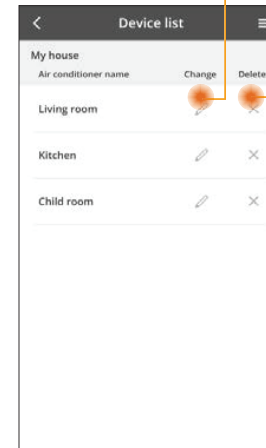 Device list
My house
Air conditioner name Change Delete
Living room
Kitchen
Child room